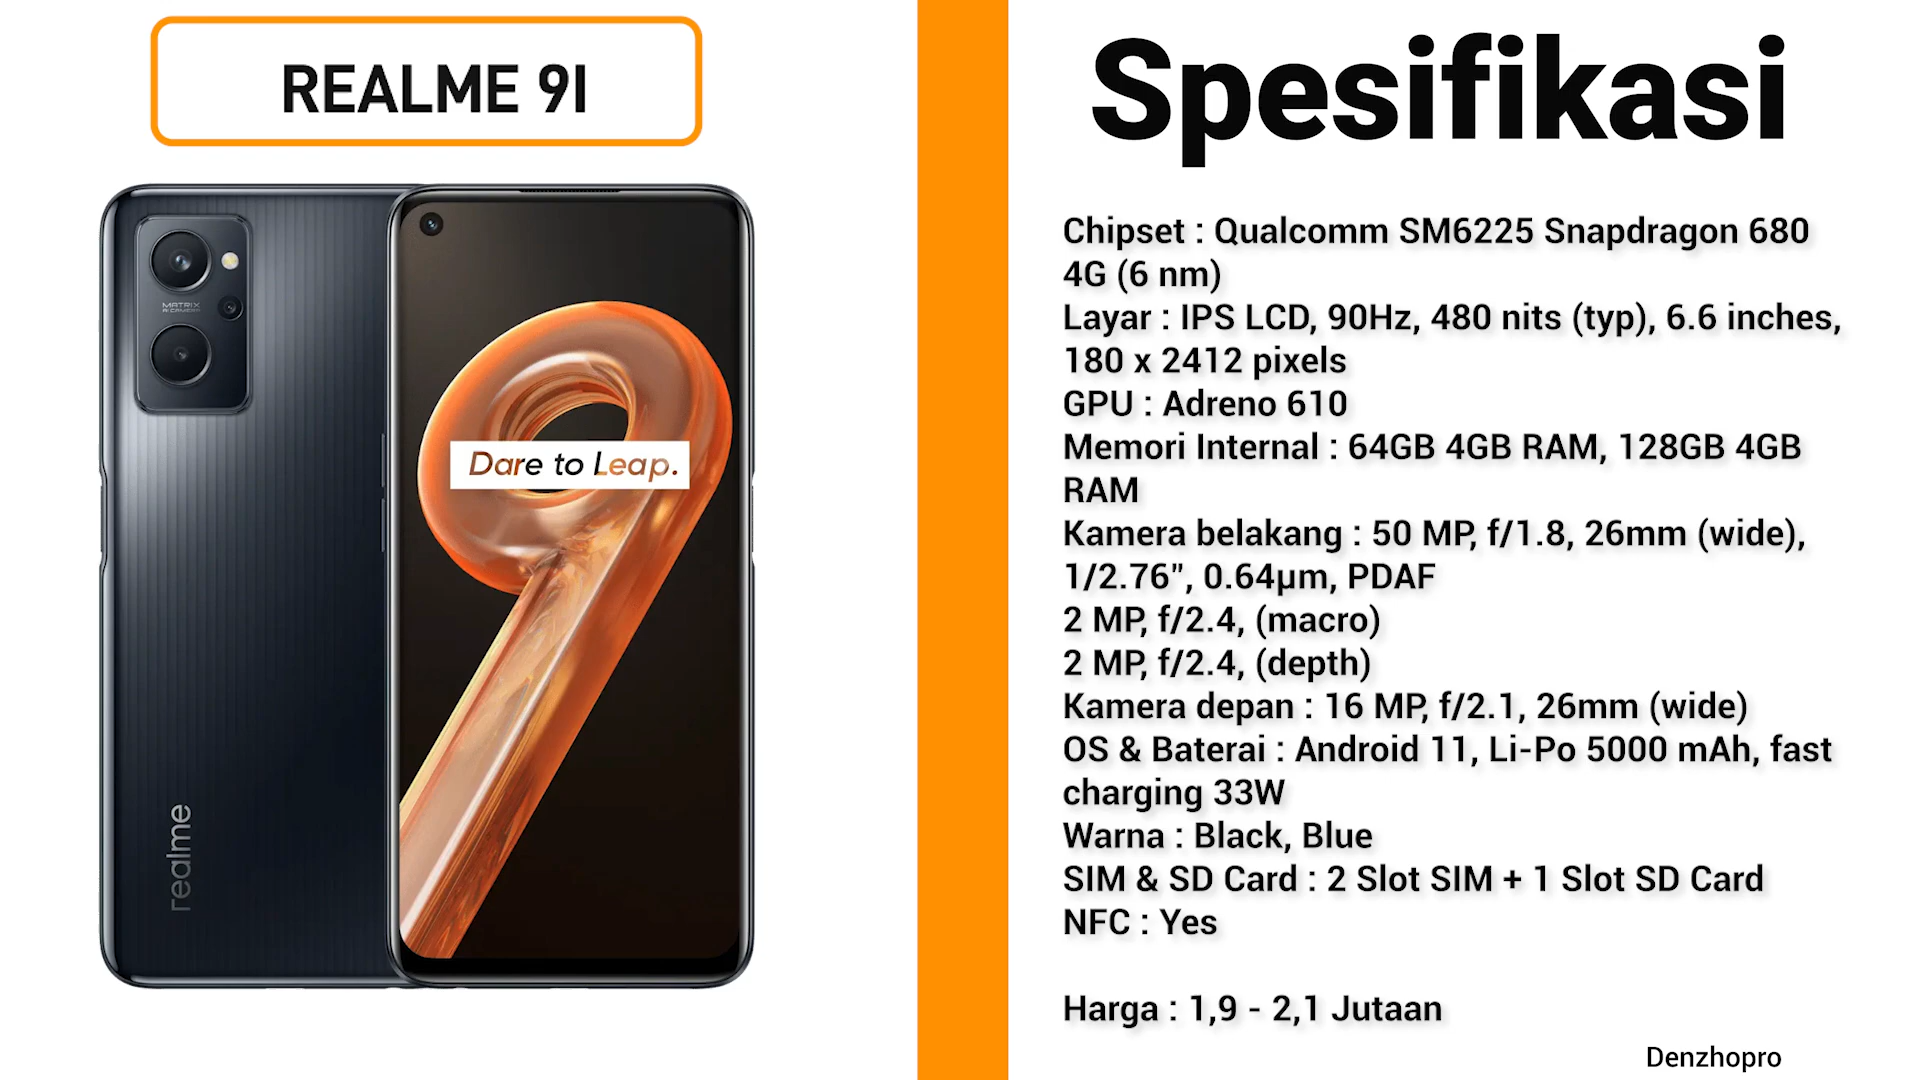 REALME 9I
MATRIX
AI CAMERA
Dare to Leap.
realme
Spesifikasi
Chipset : Qualcomm SM6225 Snapdragon 680
4G (6 nm)
Layar : IPS LCD, 90Hz, 480 nits (typ), 6.6 inches,
180 x 2412 pixels
GPU : Adreno 610
Memori Internal : 64GB 4GB RAM, 128GB 4GB
RAM
Kamera belakang : 50 MP, f/1.8, 26mm (wide),
1/2.76", 0.64µm, PDAF
2 MP, f/2.4, (macro)
2 MP, f/2.4, (depth)
Kamera depan : 16 MP, f/2.1, 26mm (wide)
OS & Baterai : Android 11, Li-Po 5000 mAh, fast
charging 33W
Warna : Black, Blue
SIM & SD Card : 2 Slot SIM + 1 Slot SD Card
NFC : Yes
Harga : 1,9 - 2,1 Jutaan
Denzhopro